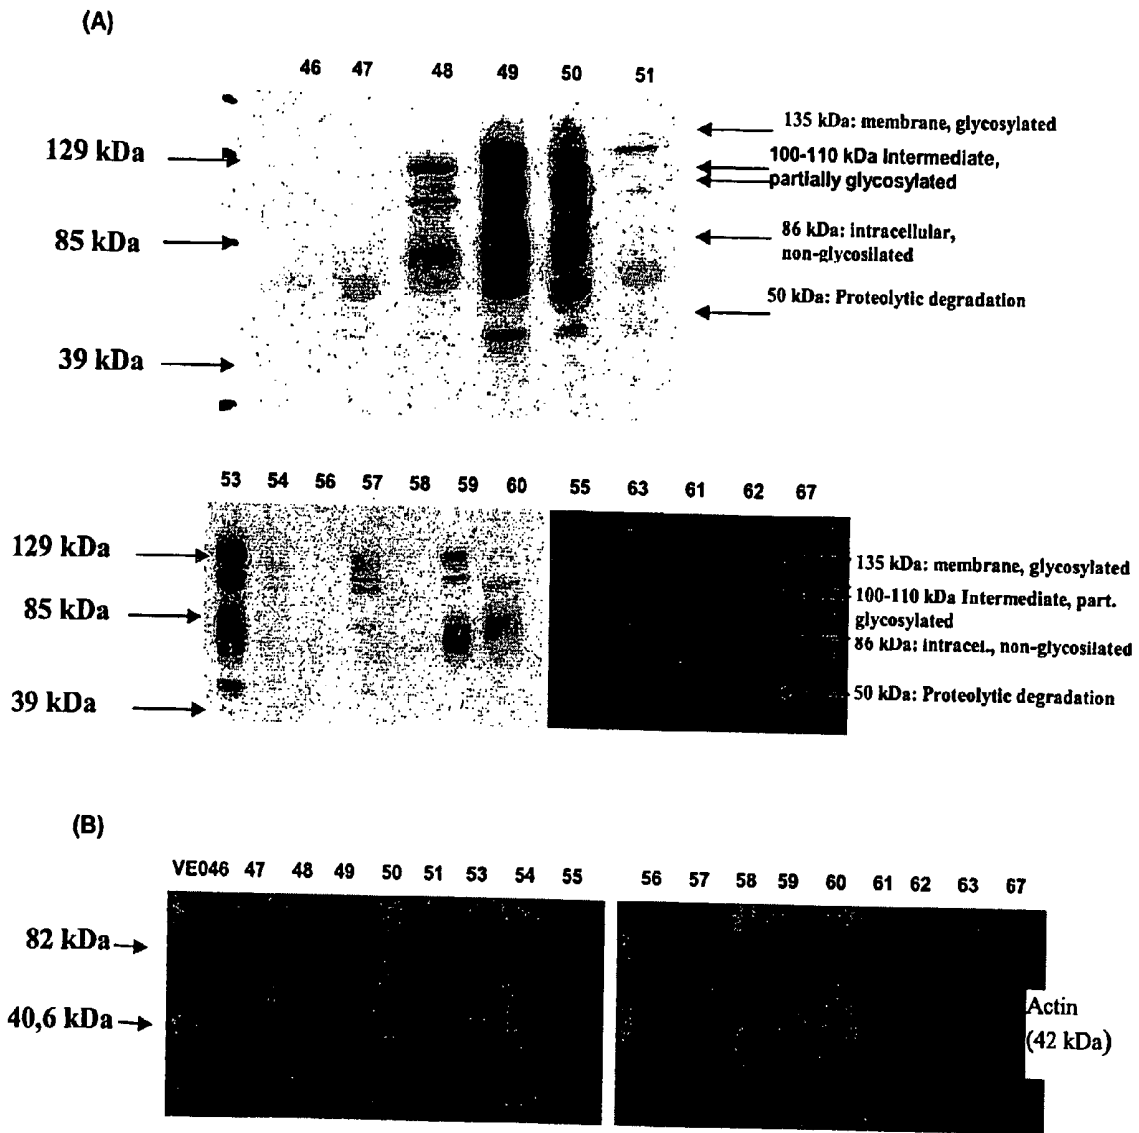 (A)
46 47 48 49 50 51
129 kDa
85 kDa
39 kDa
135 kDa: membrane, glycosylated
100-110 kDa Intermediate,
partially glycosylated
86 kDa: intracellular,
non-glycosilated
50 kDa: Proteolytic degradation
53 54 56 57 58 59 60 55 63 61 62 67
129 kDa
85 kDa
39 kDa
135 kDa: membrane, glycosylated
100-110 kDa Intermediate, part.
glycosylated
86 kDa: intracel., non-glycosilated
50 kDa: Proteolytic degradation
(B)
VE046 47 48 49 50 51 53 54 55 56 57 58 59 60 61 62 63 67
82 kDa
40,6 kDa
Actin
(42 kDa)